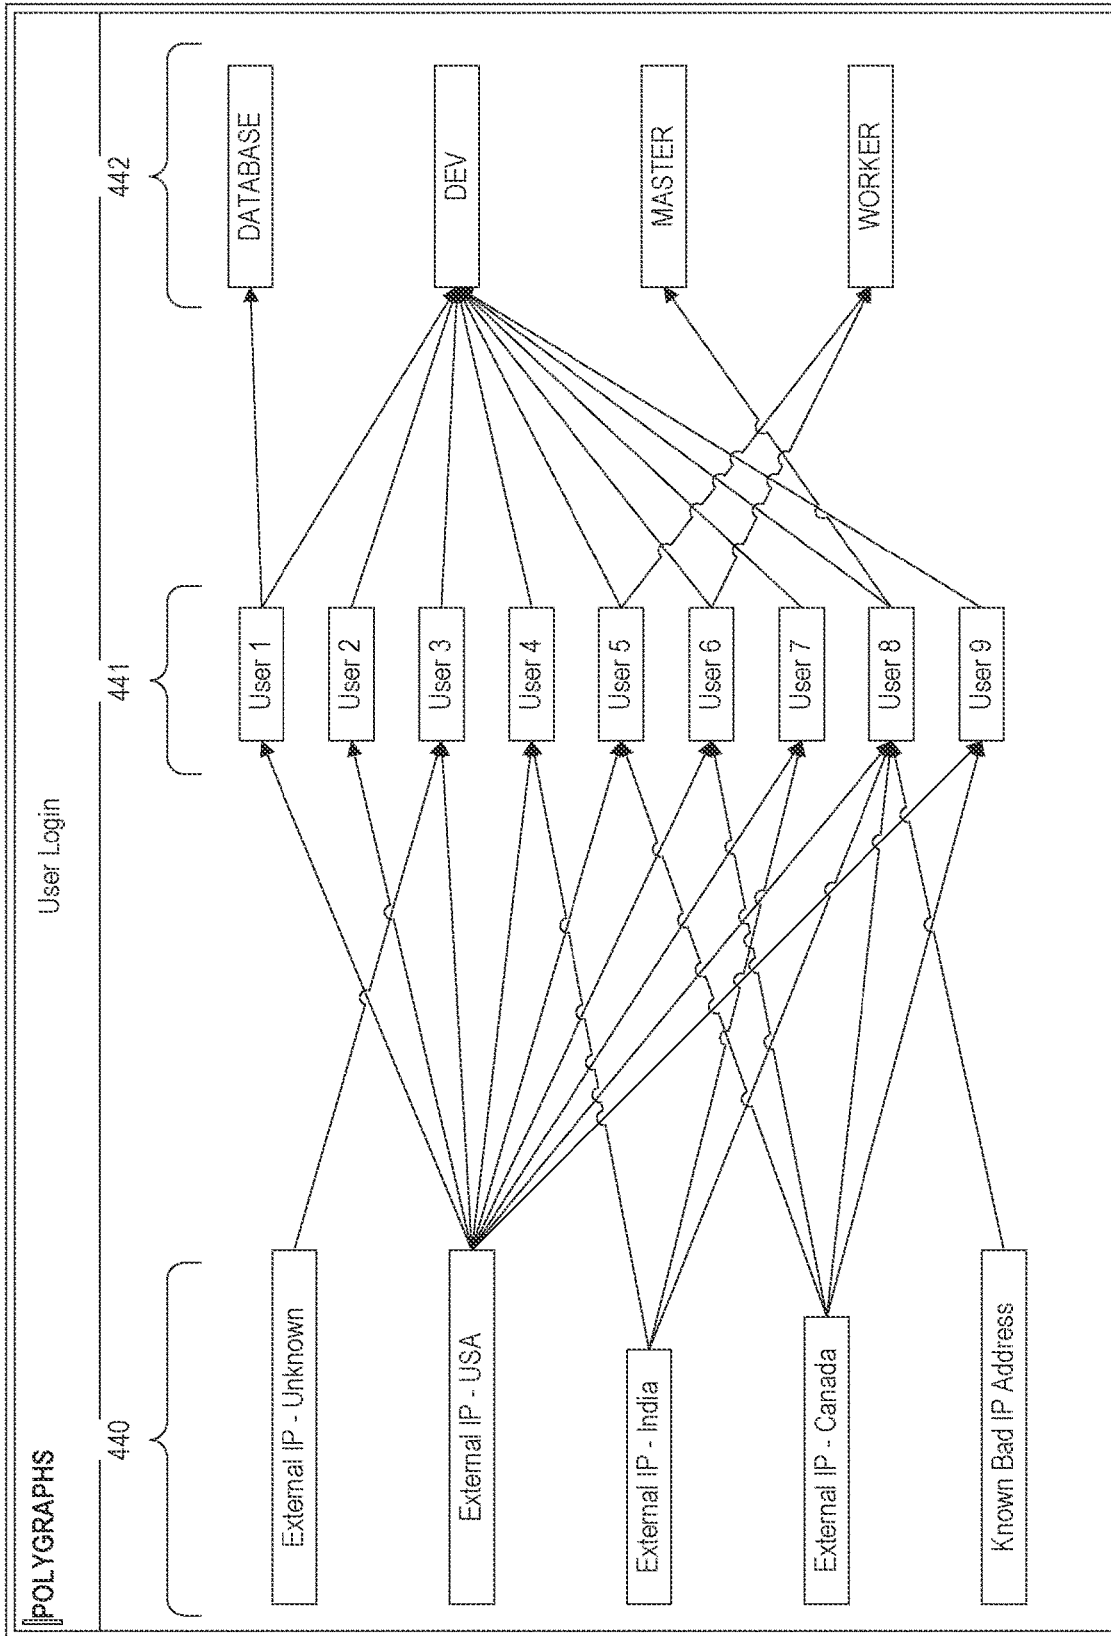 POLYGRAPHS
User Login
440
441
442
External IP - Unknown
External IP - USA
External IP - India
External IP - Canada
Known Bad IP Address
User 1
User 2
User 3
User 4
User 5
User 6
User 7
User 8
User 9
DATABASE
DEV
MASTER
WORKER